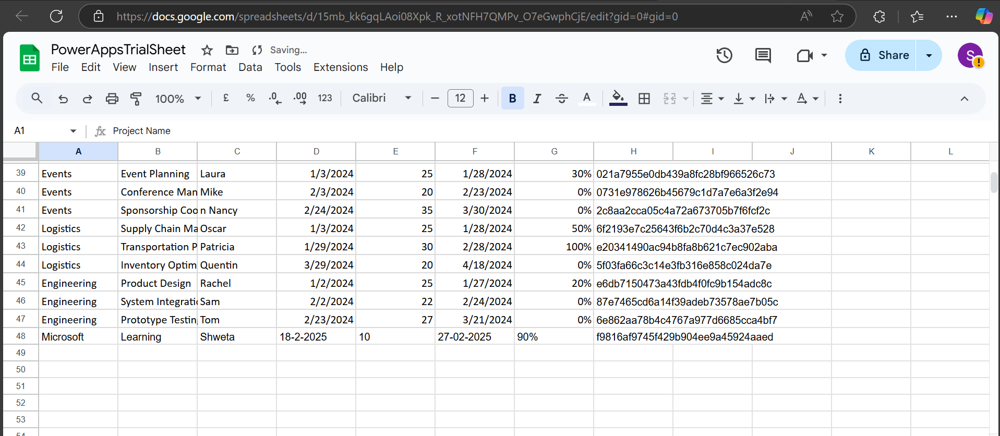 https://docs.google.com/spreadsheets/d/15mb_kk6gqLAoi08Xpk_R_xotNFH7QMPv_O7eGwphCjE/edit?gid=0#gid=0
PowerAppsTrialSheet Saving...
File Edit View Insert Format Data Tools Extensions Help
Share S
100% £ % .0 .00 123 Calibri 12 B I A
A1 fx Project Name
A B C D E F G H I J K L
39 Events Event Planning Laura 1/3/2024 25 1/28/2024 30% 021a7955e0db439a8fc28bf966526c73
40 Events Conference Man Mike 2/3/2024 20 2/23/2024 0% 0731e978626b45679c1d7a7e6a3f2e94
41 Events Sponsorship Coo n Nancy 2/24/2024 35 3/30/2024 0% 2c8aa2cca05c4a72a673705b7f6fcf2c
42 Logistics Supply Chain Ma Oscar 1/3/2024 25 1/28/2024 50% 6f2193e7c25643f6b2c70d4c3a37e528
43 Logistics Transportation P Patricia 1/29/2024 30 2/28/2024 100% e20341490ac94b8fa8b621c7ec902aba
44 Logistics Inventory Optim Quentin 3/29/2024 20 4/18/2024 0% 5f03fa66c3c14e3fb316e858c024da7e
45 Engineering Product Design Rachel 1/2/2024 25 1/27/2024 20% e6db7150473a43fdb4f0fc9b154adc8c
46 Engineering System Integratio Sam 2/2/2024 22 2/24/2024 0% 87e7465cd6a14f39adeb73578ae7b05c
47 Engineering Prototype Testing Tom 2/23/2024 27 3/21/2024 0% 6e862aa78b4c4767a977d6685cca4bf7
48 Microsoft Learning Shweta 18-2-2025 10 27-02-2025 90% f9816af9745f429b904ee9a45924aaed
49
50
51
52
53
54